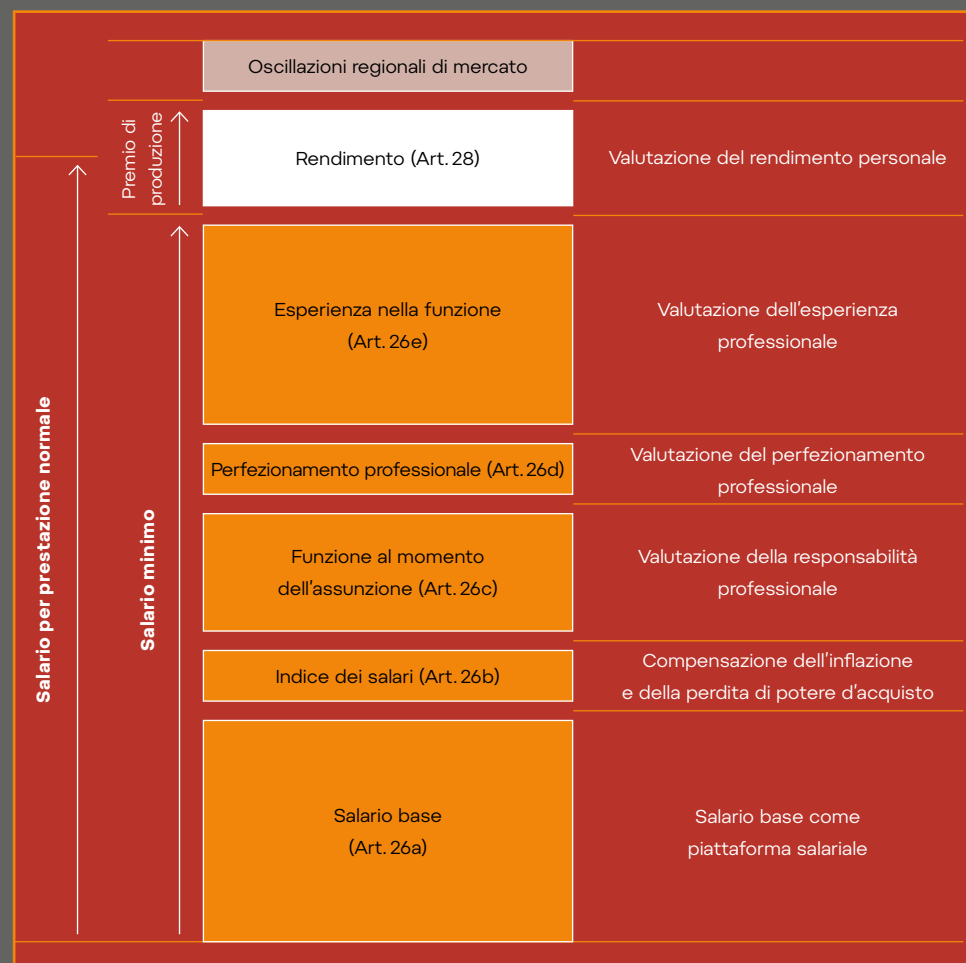 Oscillazioni regionali di mercato
Premio di
produzione
Rendimento (Art. 28)
Valutazione del rendimento personale
Esperienza nella funzione
(Art. 26e)
Valutazione dell'esperienza
professionale
Perfezionamento professionale (Art. 26d)
Valutazione del perfezionamento
professionale
Funzione al momento
dell'assunzione (Art. 26c)
Valutazione della responsabilità
professionale
Indice dei salari (Art. 26b)
Compensazione dell'inflazione
e della perdita di potere d'acquisto
Salario base
(Art. 26a)
Salario base come
piattaforma salariale
Salario per prestazione normale
Salario minimo